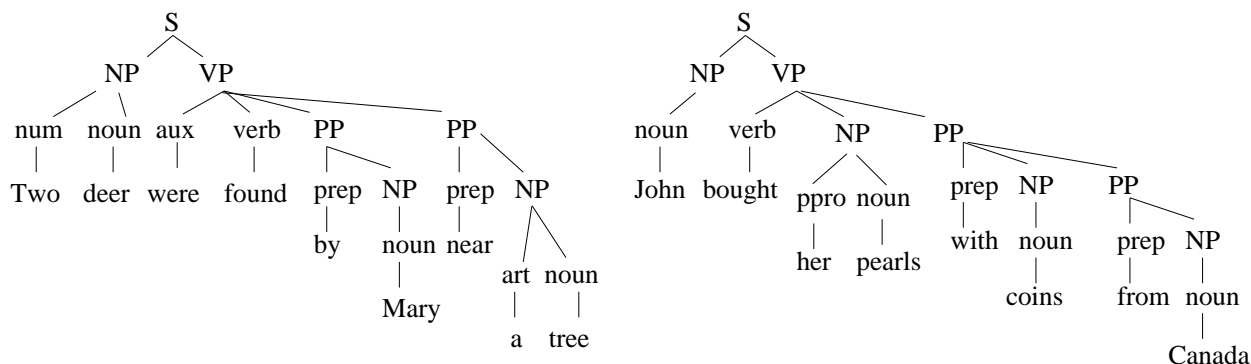 S S
NP VP NP VP
num noun aux verb PP PP noun verb NP PP
Two deer were found prep NP prep NP John bought ppro noun prep NP PP
by noun near her pearls with noun prep NP
Mary art noun coins from noun
a tree Canada